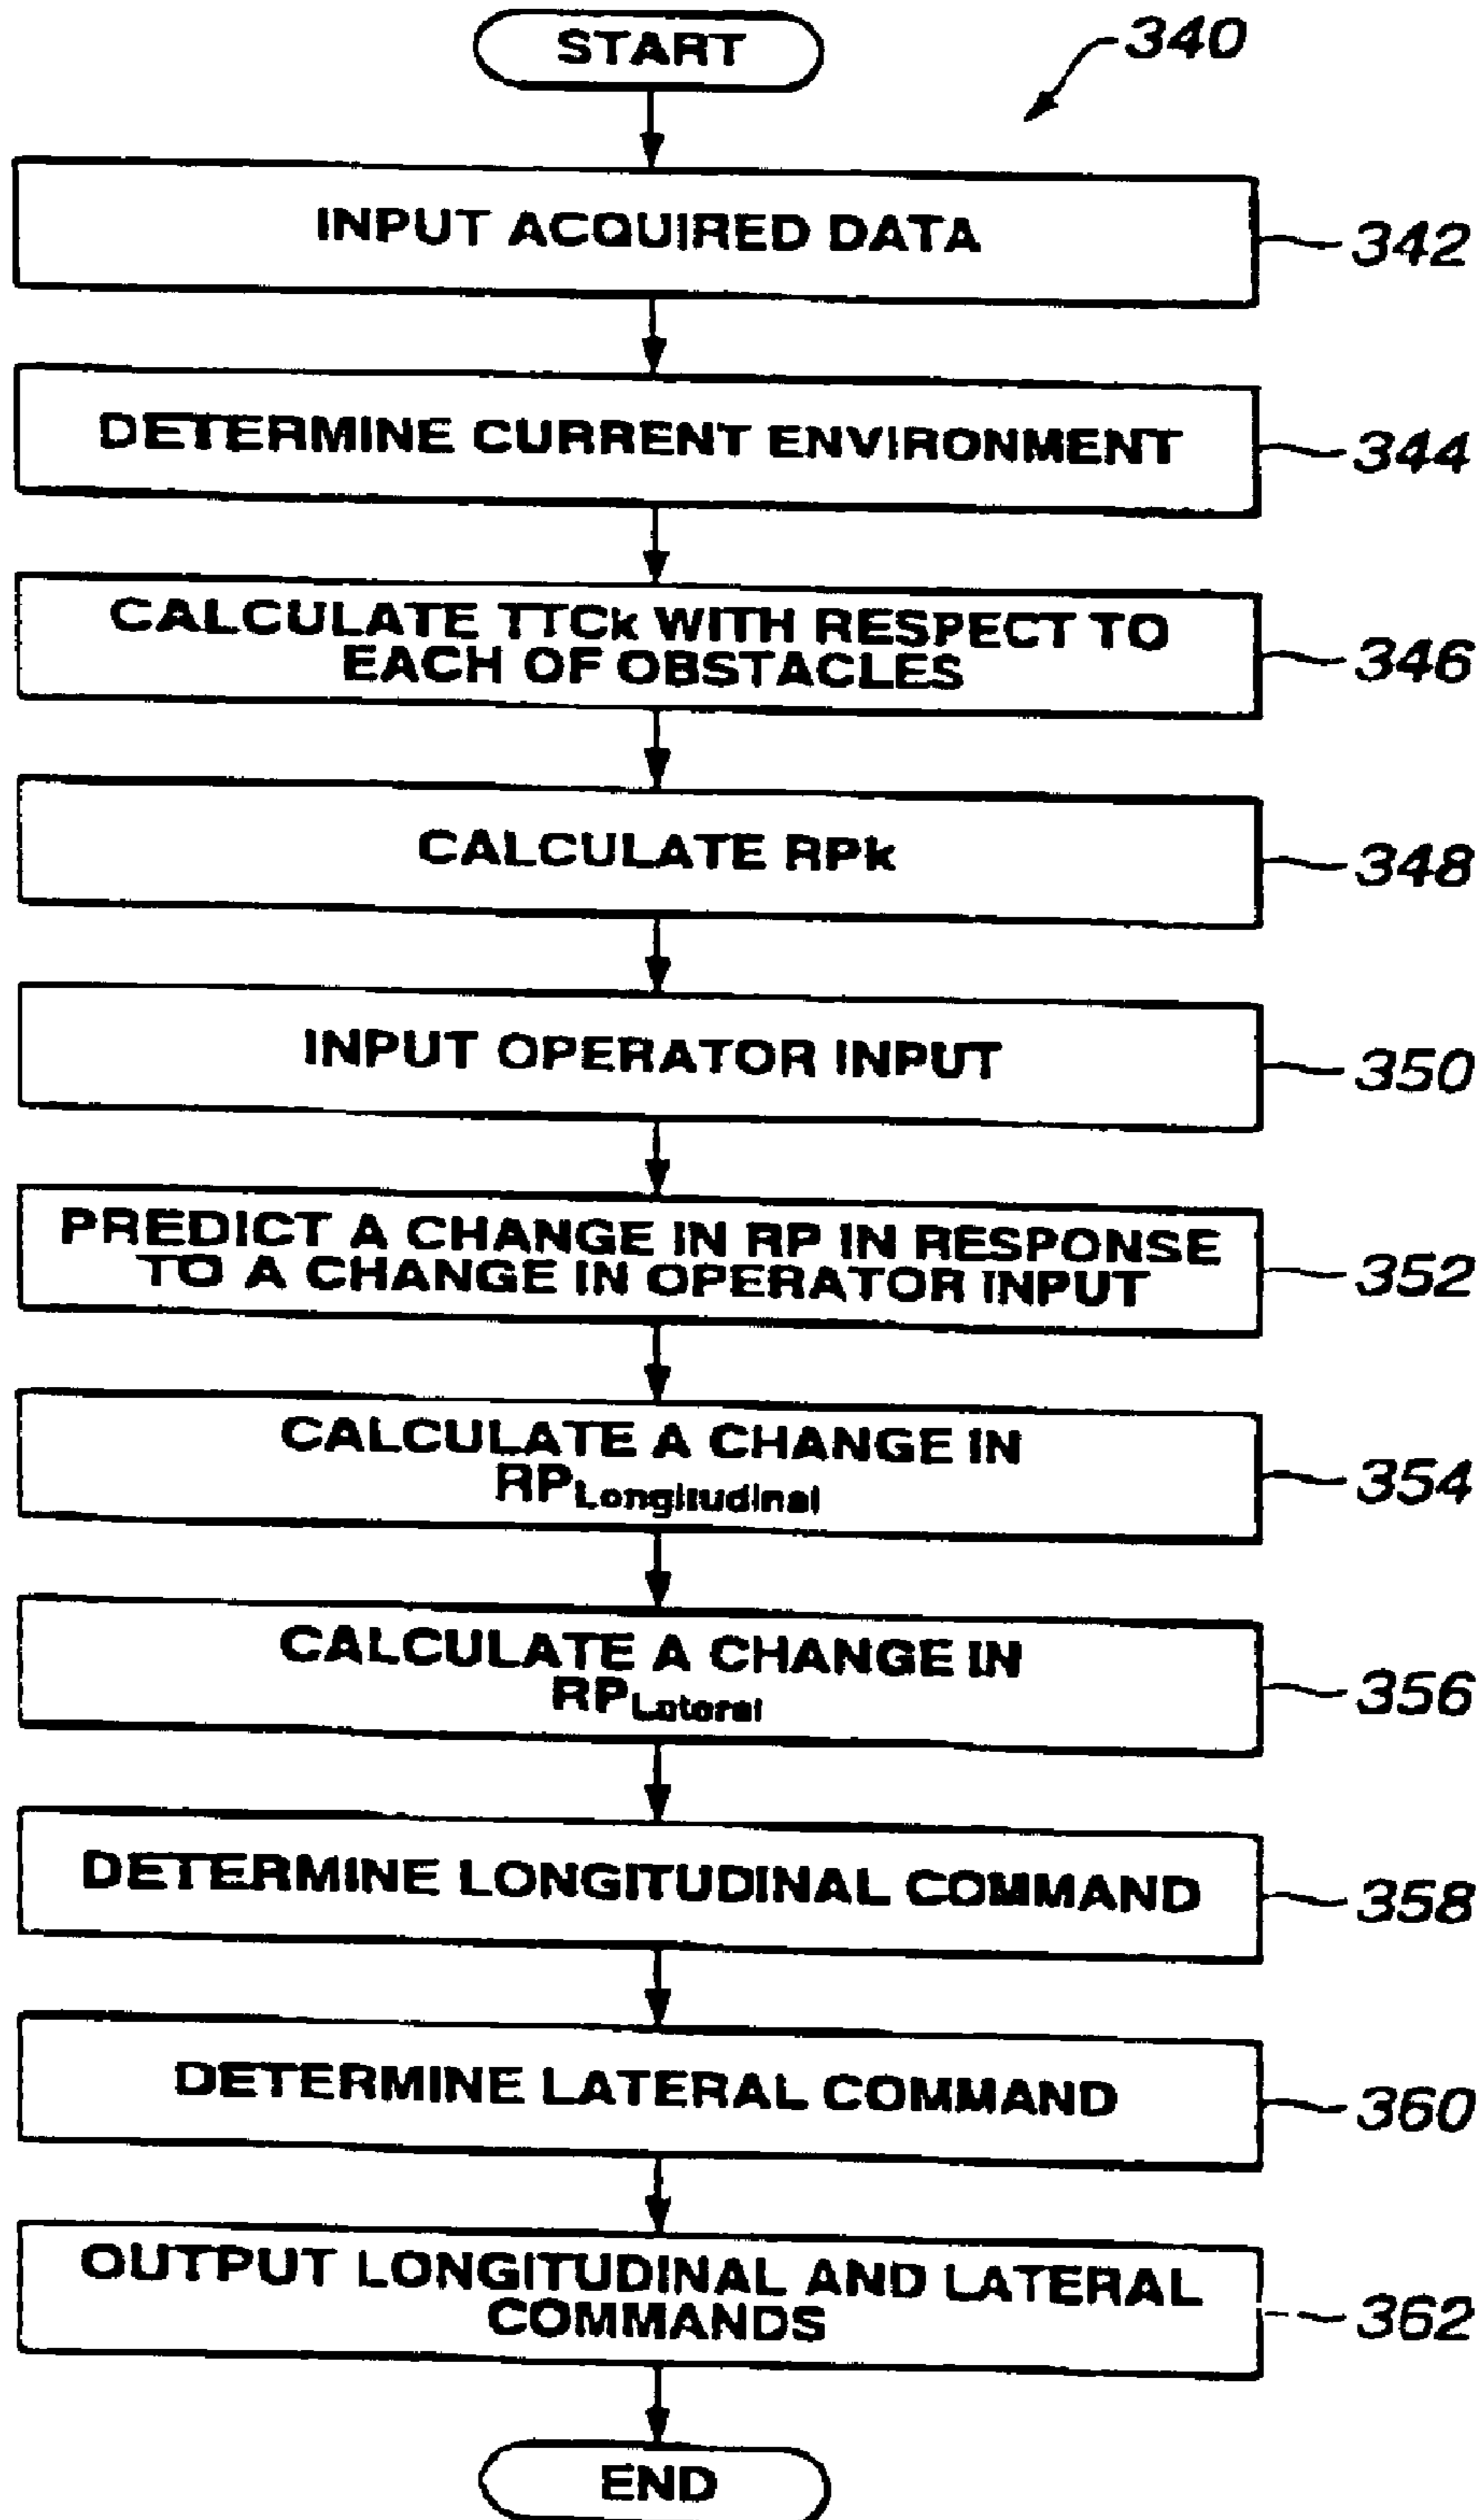 START
340
INPUT ACQUIRED DATA
342
DETERMINE CURRENT ENVIRONMENT
344
CALCULATE TTCk WITH RESPECT TO
EACH OF OBSTACLES
346
CALCULATE RPk
348
INPUT OPERATOR INPUT
350
PREDICT A CHANGE IN RP IN RESPONSE
TO A CHANGE IN OPERATOR INPUT
352
CALCULATE A CHANGE IN
RPLongitudinal
354
CALCULATE A CHANGE IN
RPLateral
356
DETERMINE LONGITUDINAL COMMAND
358
DETERMINE LATERAL COMMAND
360
OUTPUT LONGITUDINAL AND LATERAL
COMMANDS
362
END